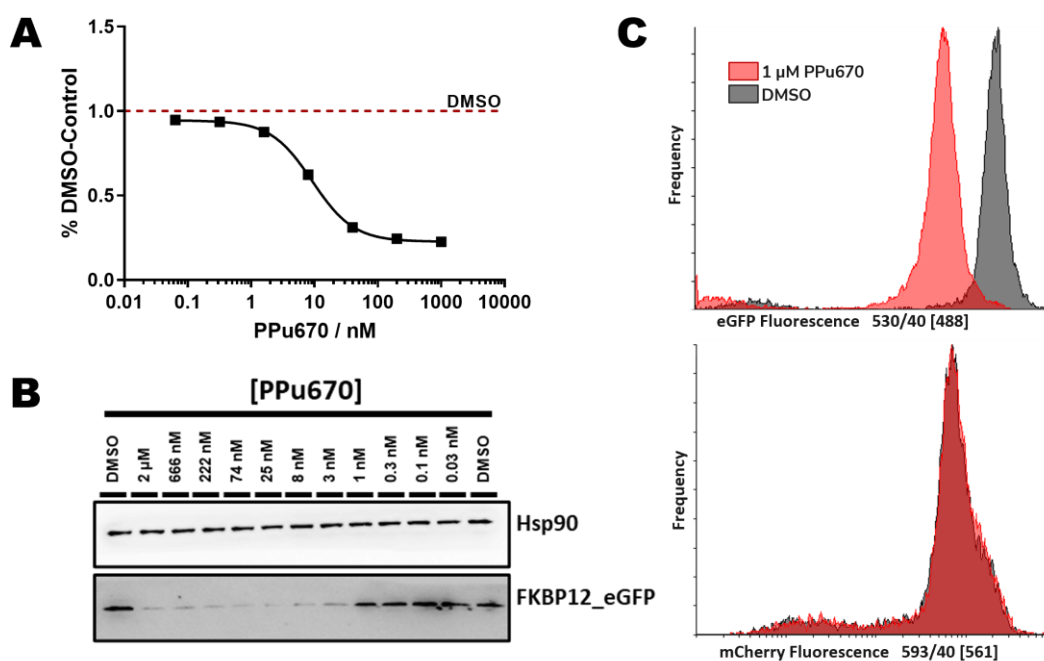 A
1.5
1.0
0.5
0.0
% DMSO-Control
DMSO
0.01 0.1 1 10 100 1000 10000
PPu670 / nM
B
[PPu670]
DMSO
2 µM
666 nM
222 nM
74 nM
25 nM
8 nM
3 nM
1 nM
0.3 nM
0.1 nM
0.03 nM
DMSO
Hsp90
FKBP12_eGFP
C
1 µM PPu670
DMSO
Frequency
eGFP Fluorescence 530/40 [488]
Frequency
mCherry Fluorescence 593/40 [561]